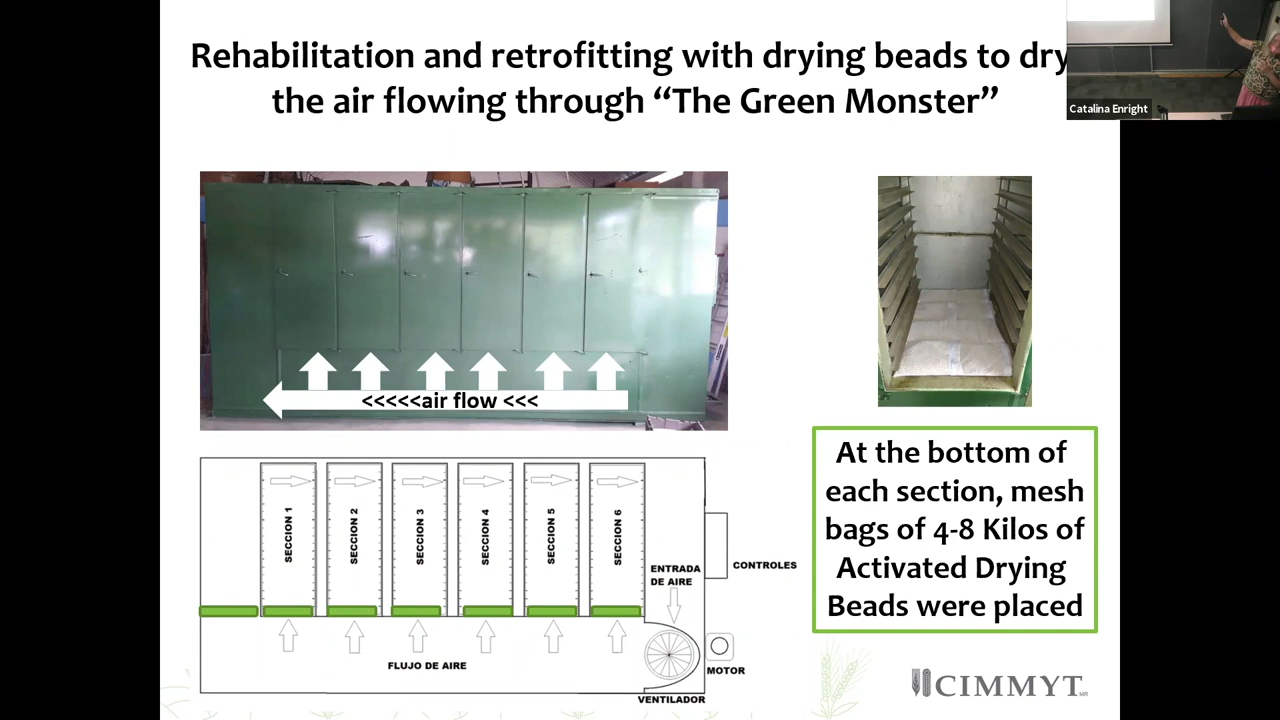 Rehabilitation and retrofitting with drying beads to dry
the air flowing through “The Green Monster”
Catalina Enright
<<<<<air flow <<<
SECCION 1
SECCION 2
SECCION 3
SECCION 4
SECCION 5
SECCION 6
ENTRADA
DE AIRE
CONTROLES
FLUJO DE AIRE
MOTOR
VENTILADOR
At the bottom of
each section, mesh
bags of 4-8 Kilos of
Activated Drying
Beads were placed
CIMMYT MR